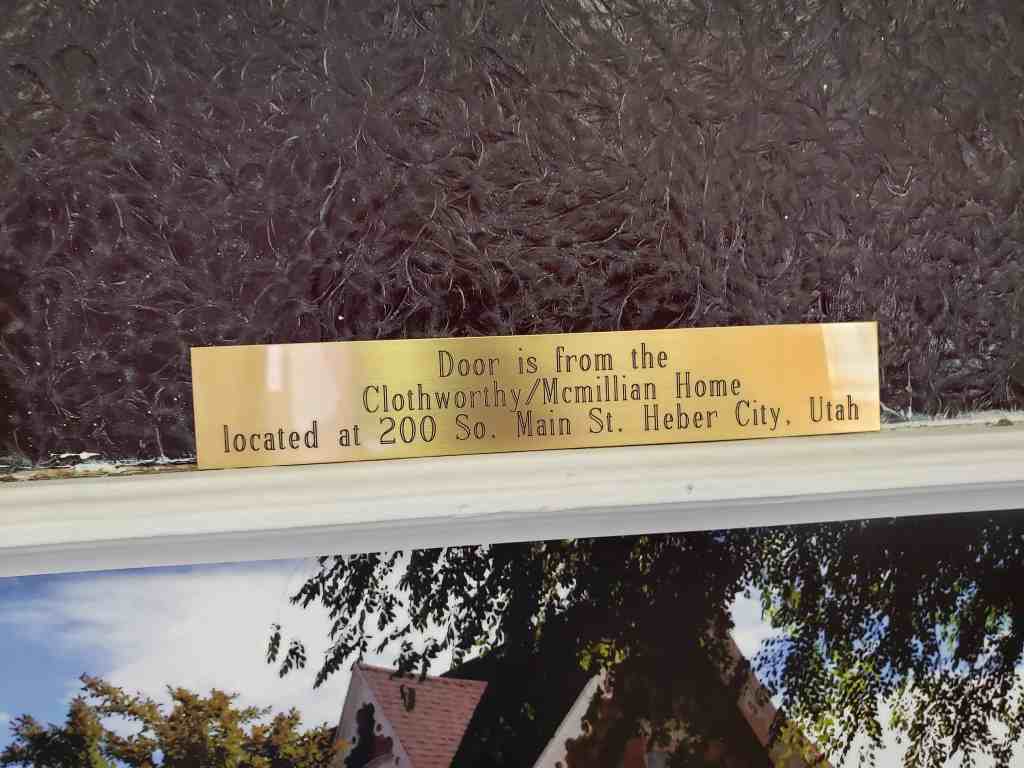 Door is from the
Clothworthy/Mcmillian Home
located at 200 So. Main St. Heber City, Utah